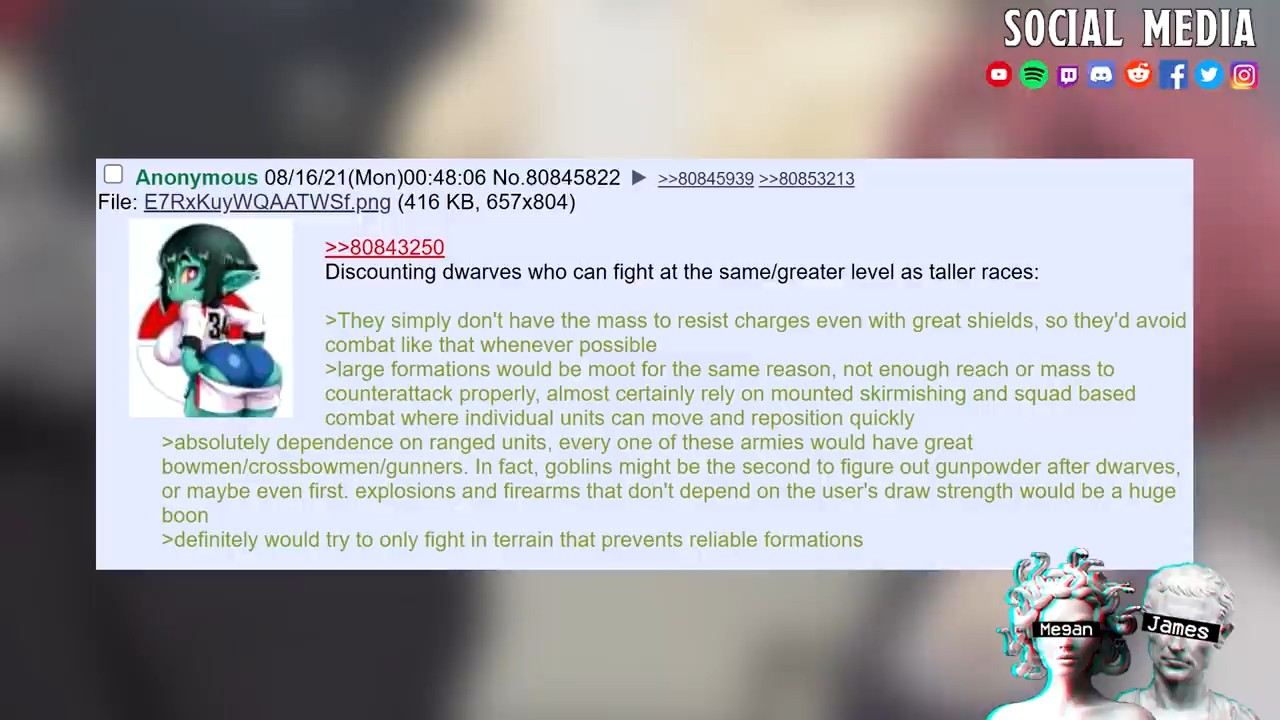 SOCIAL MEDIA
Anonymous 08/16/21(Mon)00:48:06 No.80845822 ▶ >>80845939 >>80853213
File: E7RxKuyWQAATWSf.png (416 KB, 657x804)
>>80843250
Discounting dwarves who can fight at the same/greater level as taller races:
>They simply don't have the mass to resist charges even with great shields, so they'd avoid
combat like that whenever possible
>large formations would be moot for the same reason, not enough reach or mass to
counterattack properly, almost certainly rely on mounted skirmishing and squad based
combat where individual units can move and reposition quickly
>absolutely dependence on ranged units, every one of these armies would have great
bowmen/crossbowmen/gunners. In fact, goblins might be the second to figure out gunpowder after dwarves,
or maybe even first. explosions and firearms that don't depend on the user's draw strength would be a huge
boon
>definitely would try to only fight in terrain that prevents reliable formations
34
Megan
James